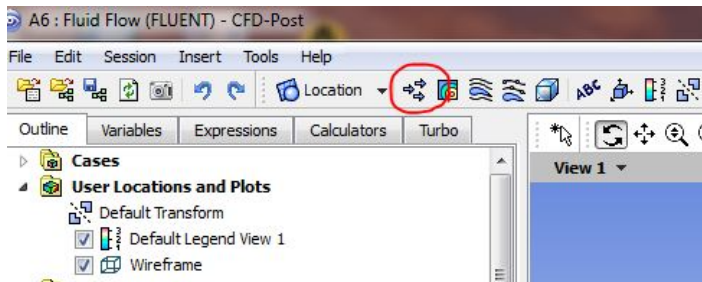 A6 : Fluid Flow (FLUENT) - CFD-Post
File Edit Session Insert Tools Help
Location
ABC
Outline Variables Expressions Calculators Turbo
Cases
View 1
User Locations and Plots
Default Transform
Default Legend View 1
Wireframe